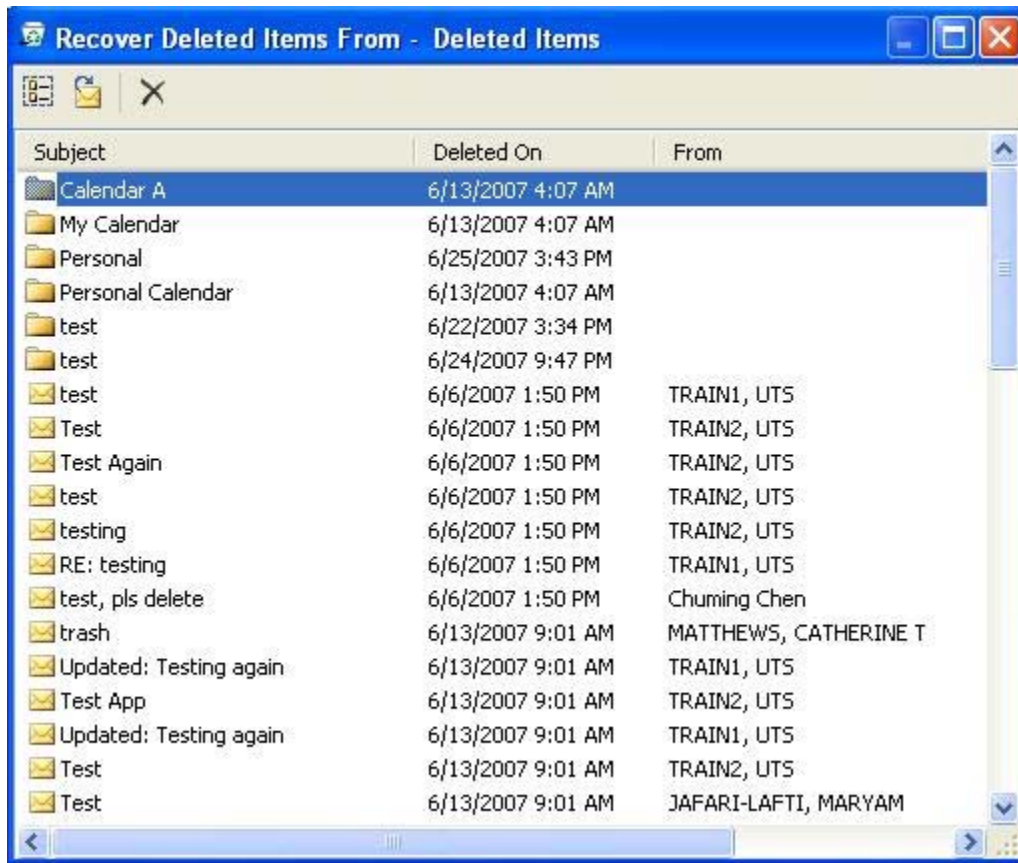 Recover Deleted Items From - Deleted Items
Subject Deleted On From
Calendar A 6/13/2007 4:07 AM
My Calendar 6/13/2007 4:07 AM
Personal 6/25/2007 3:43 PM
Personal Calendar 6/13/2007 4:07 AM
test 6/22/2007 3:34 PM
test 6/24/2007 9:47 PM
test 6/6/2007 1:50 PM TRAIN1, UTS
Test 6/6/2007 1:50 PM TRAIN2, UTS
Test Again 6/6/2007 1:50 PM TRAIN2, UTS
test 6/6/2007 1:50 PM TRAIN2, UTS
testing 6/6/2007 1:50 PM TRAIN2, UTS
RE: testing 6/6/2007 1:50 PM TRAIN1, UTS
test, pls delete 6/6/2007 1:50 PM Chuming Chen
trash 6/13/2007 9:01 AM MATTHEWS, CATHERINE T
Updated: Testing again 6/13/2007 9:01 AM TRAIN1, UTS
Test App 6/13/2007 9:01 AM TRAIN2, UTS
Updated: Testing again 6/13/2007 9:01 AM TRAIN1, UTS
Test 6/13/2007 9:01 AM TRAIN2, UTS
Test 6/13/2007 9:01 AM JAFARI-LAFTI, MARYAM